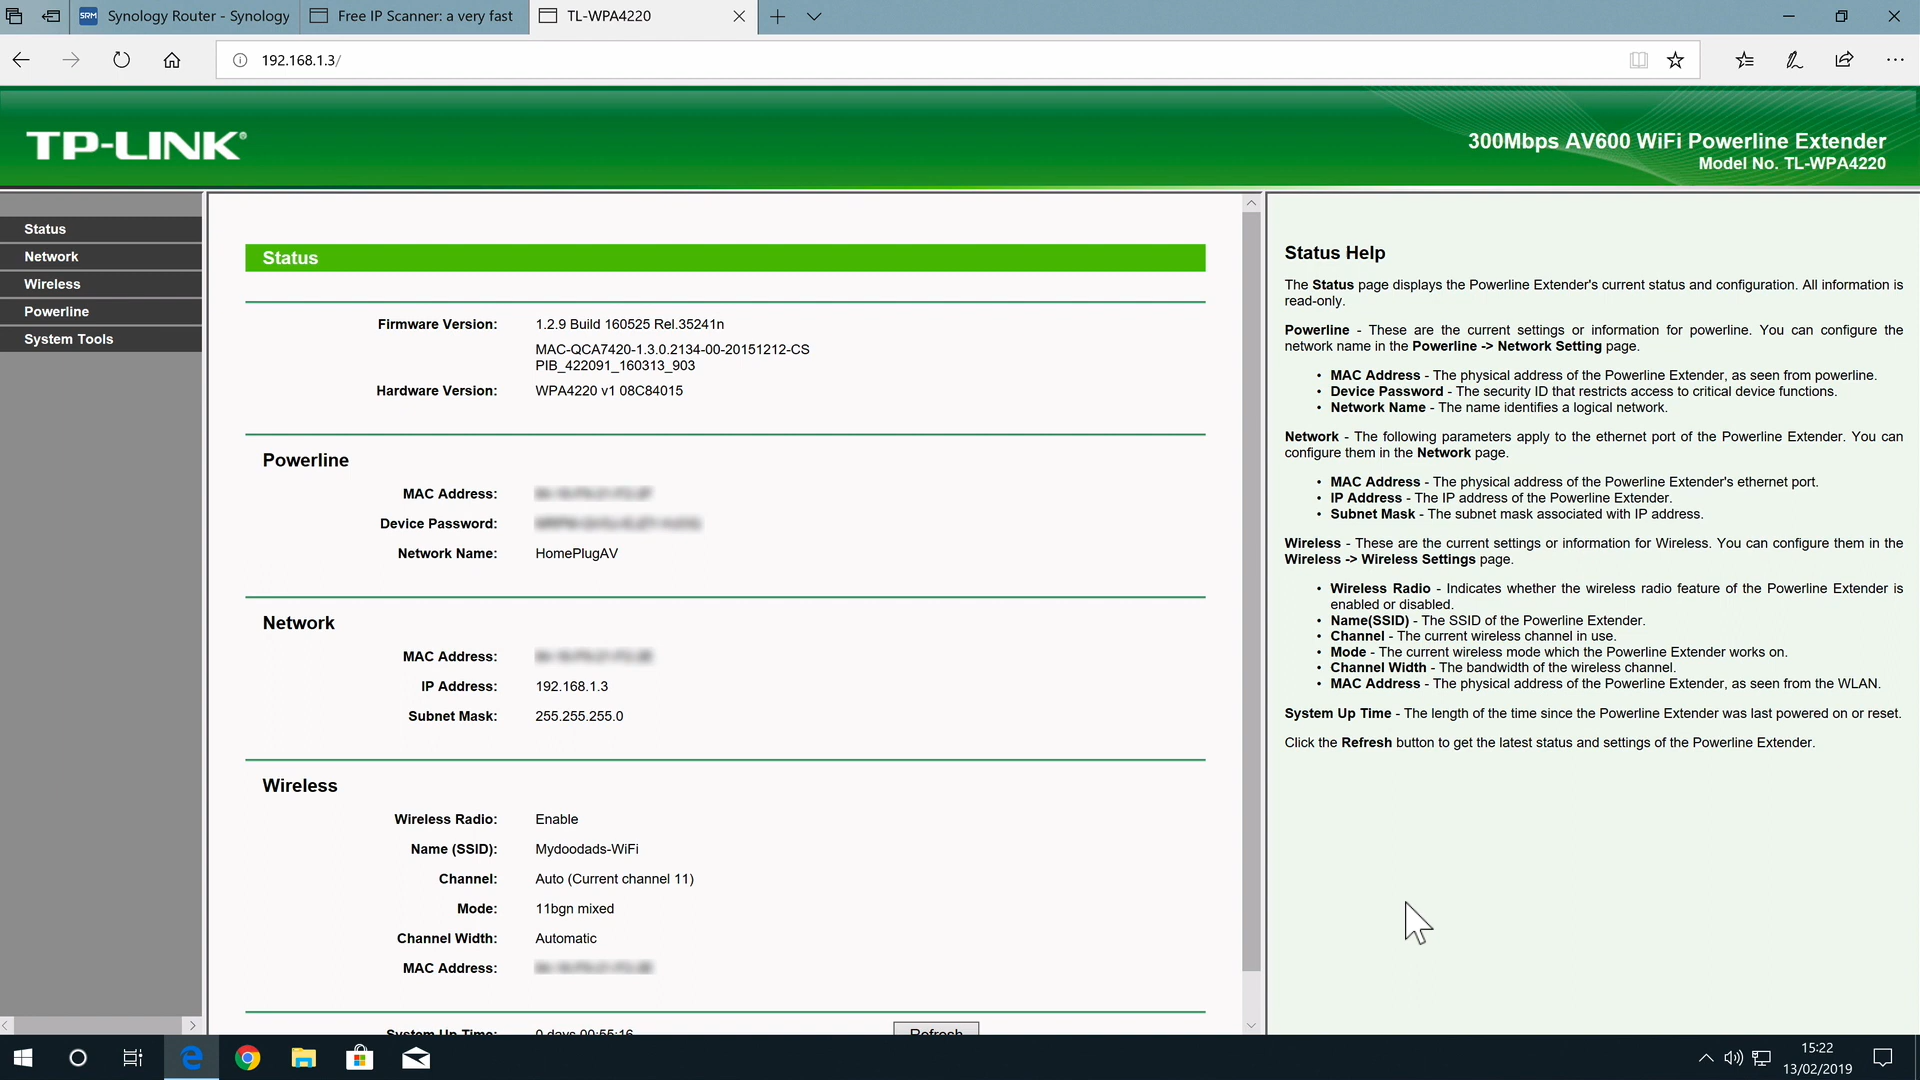 Synology Router - Synology
Free IP Scanner: a very fast
TL-WPA4220
192.168.1.3/
TP-LINK®
300Mbps AV600 WiFi Powerline Extender
Model No. TL-WPA4220
Status
Network
Wireless
Powerline
System Tools
Status
Firmware Version: 1.2.9 Build 160525 Rel.35241n
MAC-QCA7420-1.3.0.2134-00-20151212-CS
PIB_422091_160313_903
Hardware Version: WPA4220 v1 08C84015
Powerline
MAC Address:
Device Password:
Network Name: HomePlugAV
Network
MAC Address:
IP Address: 192.168.1.3
Subnet Mask: 255.255.255.0
Wireless
Wireless Radio: Enable
Name (SSID): Mydoodads-WiFi
Channel: Auto (Current channel 11)
Mode: 11bgn mixed
Channel Width: Automatic
MAC Address:
System Up Time: 0 days 00:55:16 Refresh
Status Help
The Status page displays the Powerline Extender's current status and configuration. All information is
read-only.
Powerline - These are the current settings or information for powerline. You can configure the
network name in the Powerline -> Network Setting page.
• MAC Address - The physical address of the Powerline Extender, as seen from powerline.
• Device Password - The security ID that restricts access to critical device functions.
• Network Name - The name identifies a logical network.
Network - The following parameters apply to the ethernet port of the Powerline Extender. You can
configure them in the Network page.
• MAC Address - The physical address of the Powerline Extender's ethernet port.
• IP Address - The IP address of the Powerline Extender.
• Subnet Mask - The subnet mask associated with IP address.
Wireless - These are the current settings or information for Wireless. You can configure them in the
Wireless -> Wireless Settings page.
• Wireless Radio - Indicates whether the wireless radio feature of the Powerline Extender is
enabled or disabled.
• Name(SSID) - The SSID of the Powerline Extender.
• Channel - The current wireless channel in use.
• Mode - The current wireless mode which the Powerline Extender works on.
• Channel Width - The bandwidth of the wireless channel.
• MAC Address - The physical address of the Powerline Extender, as seen from the WLAN.
System Up Time - The length of the time since the Powerline Extender was last powered on or reset.
Click the Refresh button to get the latest status and settings of the Powerline Extender.
15:22
13/02/2019